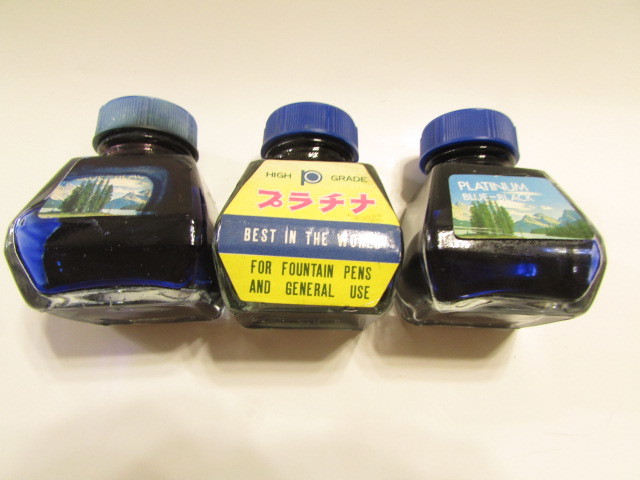 HIGH P GRADE
プラチナ
BEST IN THE WORLD
FOR FOUNTAIN PENS
AND GENERAL USE
PLATINUM
BLUE-BLACK